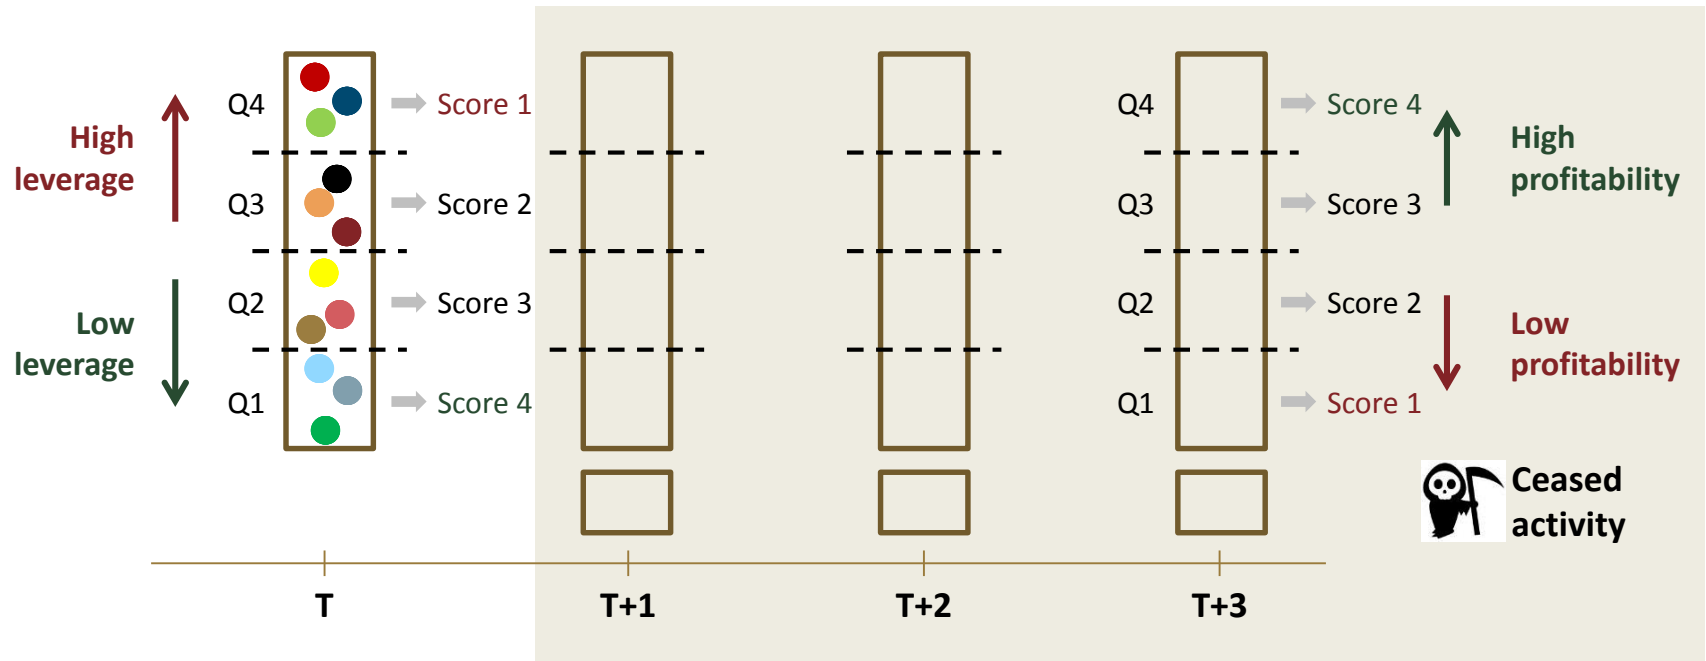 High
leverage
Low
leverage
Q4
Score 1
Q3
Score 2
Q2
Score 3
Q1
Score 4
Q4
Score 4
Q3
Score 3
Q2
Score 2
Q1
Score 1
High
profitability
Low
profitability
Ceased
activity
T
T+1
T+2
T+3